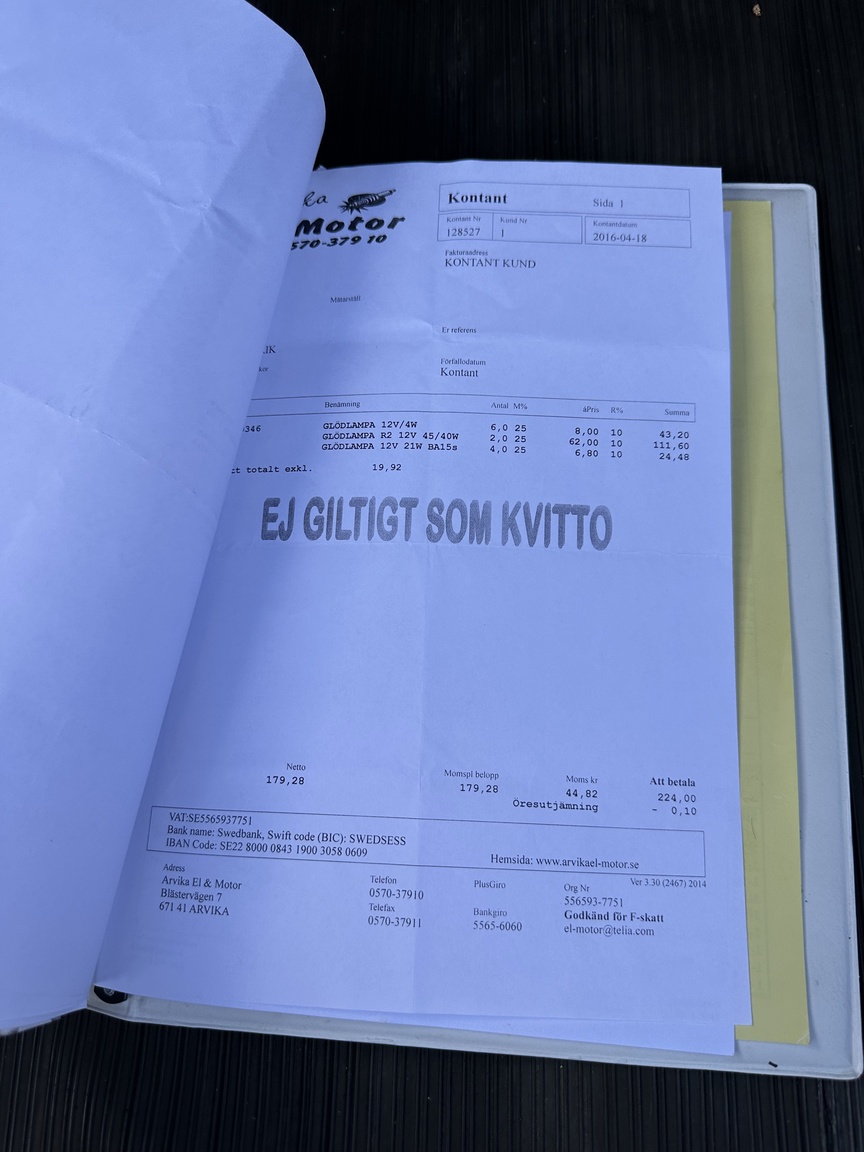 Motor
570-379 10
Kontant Sida 1
Kontant Nr Kund Nr Kontantdatum
128527 1 2016-04-18
Fakturaadress
KONTANT KUND
Mätarställ
Er referens
Förfallodatum
Kontant
Benämning Antal M% áPris R% Summa
346 GLÖDLAMPA 12V/4W 6,0 25 8,00 10 43,20
GLÖDLAMPA R2 12V 45/40W 2,0 25 62,00 10 111,60
GLÖDLAMPA 12V 21W BA15s 4,0 25 6,80 10 24,48
tt totalt exkl. 19,92
EJ GILTIGT SOM KVITTO
Netto Momspl belopp Moms kr Att betala
179,28 179,28 44,82 224,00
Öresutjämning - 0,10
VAT:SE5565937751
Bank name: Swedbank, Swift code (BIC): SWEDSESS
IBAN Code: SE22 8000 0843 1900 3058 0609
Hemsida: www.arvikael-motor.se
Ver 3.30 (2467) 2014
Adress
Arvika El & Motor
Blästervägen 7
671 41 ARVIKA
Telefon
0570-37910
Telefax
0570-37911
PlusGiro
Bankgiro
5565-6060
Org Nr
556593-7751
Godkänd för F-skatt
el-motor@telia.com